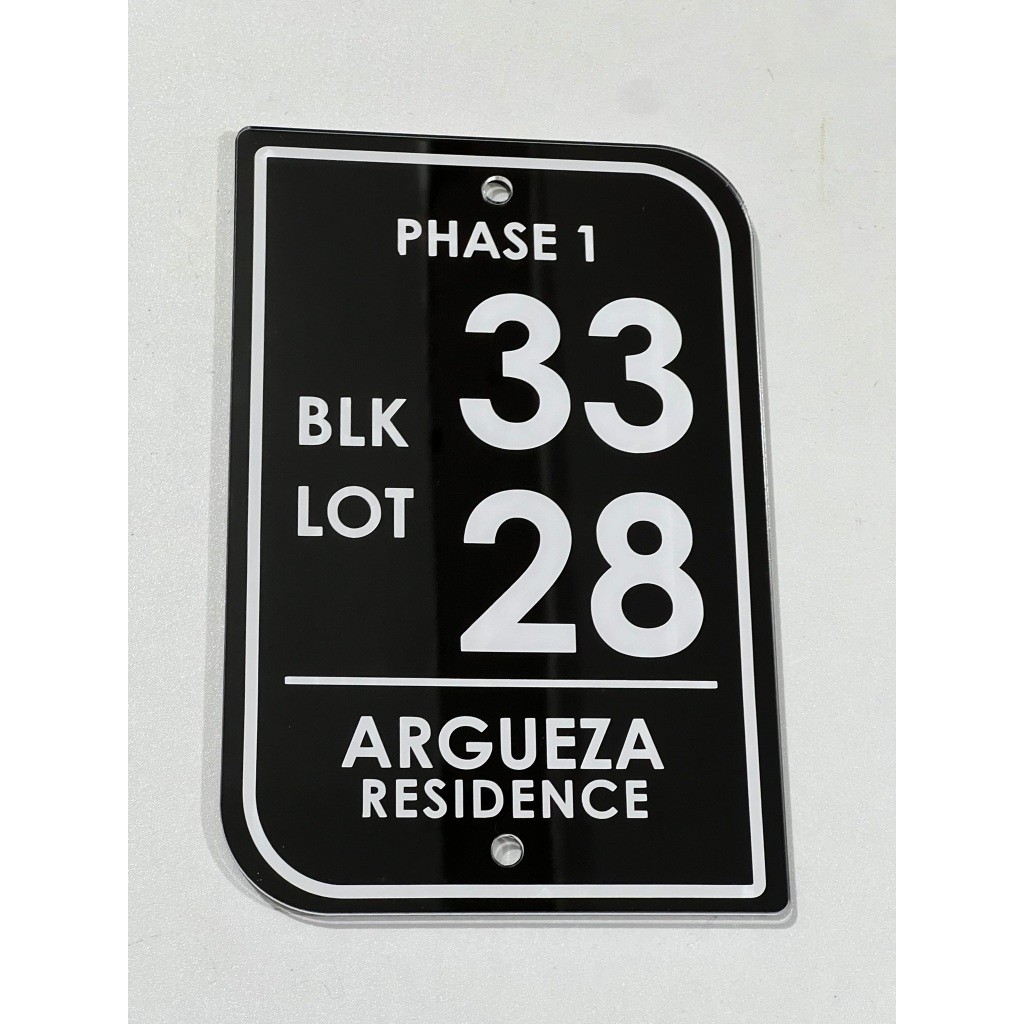 PHASE 1
BLK 33
LOT 28
ARGUEZA
RESIDENCE